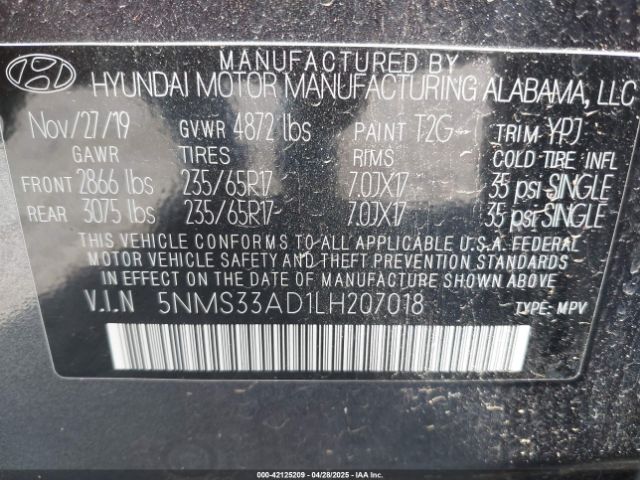 MANUFACTURED BY
HYUNDAI MOTOR MANUFACTURING ALABAMA, LLC
Nov/27/19 GVWR 4872 lbs PAINT T2G TRIM YPJ
GAWR TIRES RIMS COLD TIRE INFL
FRONT 2866 lbs 235/65R17 7.0JX17 35 psi SINGLE
REAR 3075 lbs 235/65R17 7.0JX17 35 psi SINGLE
THIS VEHICLE CONFORMS TO ALL APPLICABLE U.S.A. FEDERAL
MOTOR VEHICLE SAFETY AND THEFT PREVENTION STANDARDS
IN EFFECT ON THE DATE OF MANUFACTURE SHOWN ABOVE
V.I.N 5NMS33AD1LH207018 TYPE: MPV
000-42125209 04/28/2025 - IAAI.com